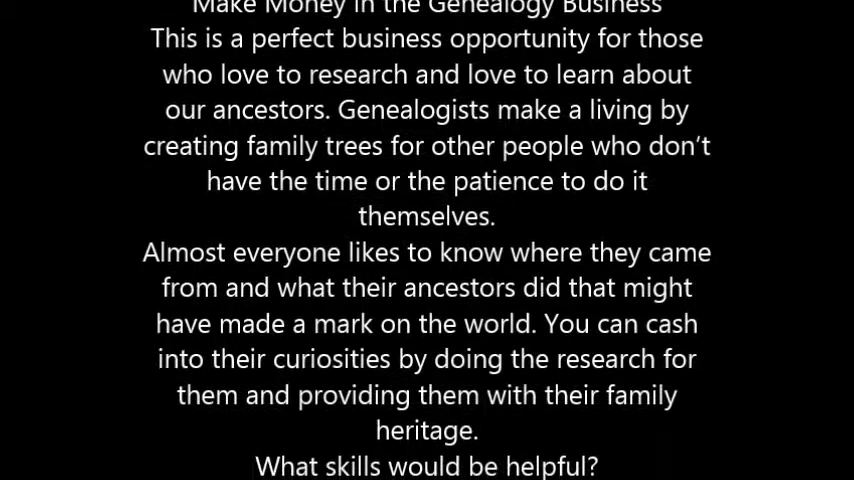 Make Money in the Genealogy Business
This is a perfect business opportunity for those
who love to research and love to learn about
our ancestors. Genealogists make a living by
creating family trees for other people who don’t
have the time or the patience to do it
themselves.
Almost everyone likes to know where they came
from and what their ancestors did that might
have made a mark on the world. You can cash
into their curiosities by doing the research for
them and providing them with their family
heritage.
What skills would be helpful?